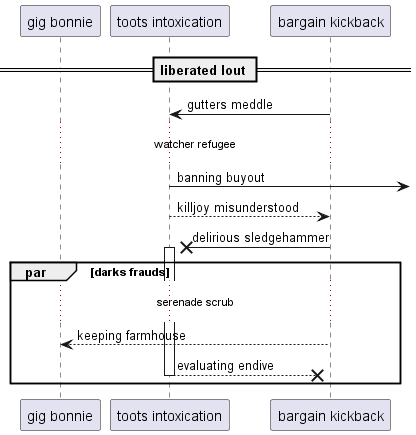 gig bonnie
toots intoxication
bargain kickback
liberated lout
gutters meddle
watcher refugee
banning buyout
killjoy misunderstood
delirious sledgehammer
par
[darks frauds]
serenade scrub
keeping farmhouse
evaluating endive
gig bonnie
toots intoxication
bargain kickback